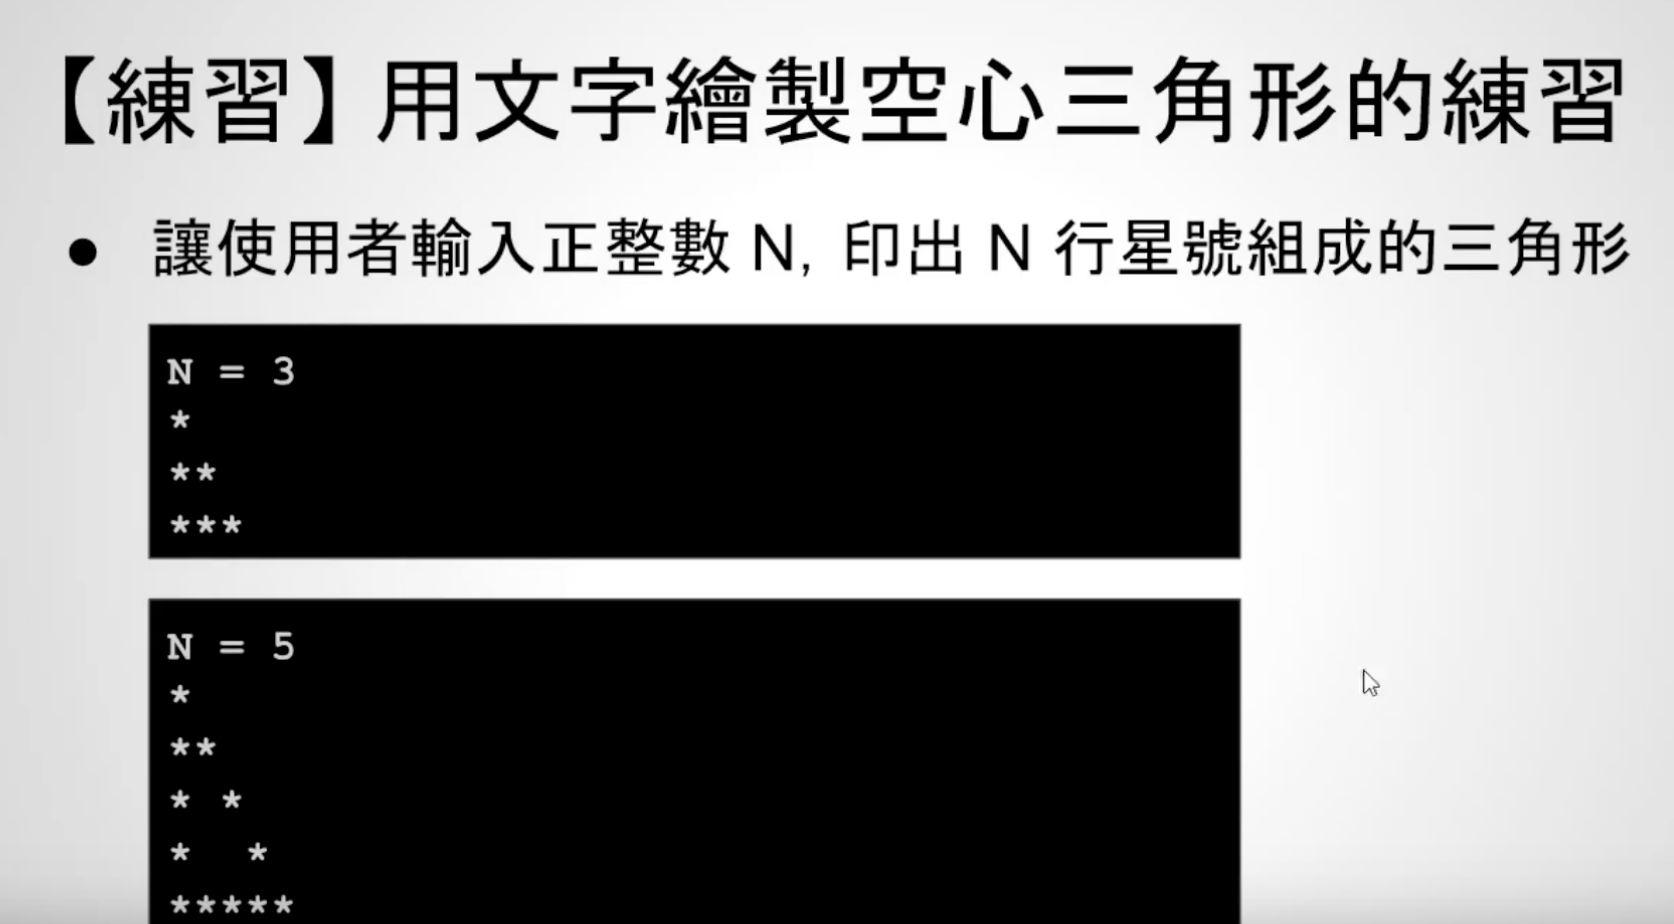 【練習】用文字繪製空心三角形的練習
● 讓使用者輸入正整數 N, 印出 N 行星號組成的三角形
N = 3
*
**
***
N = 5
*
**
* *
*  *
*****